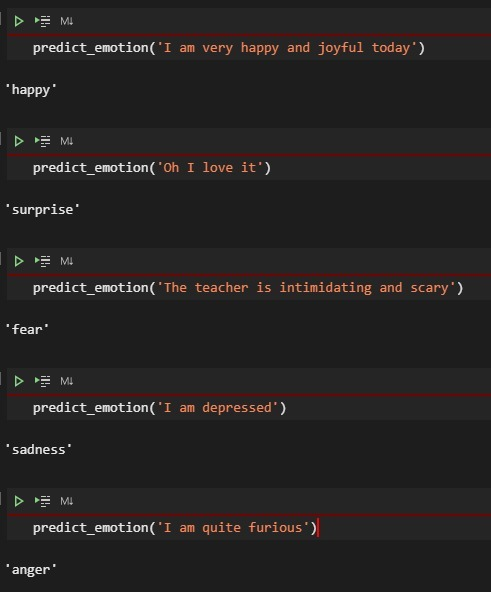 M↓
predict_emotion('I am very happy and joyful today')
'happy'
M↓
predict_emotion('Oh I love it')
'surprise'
M↓
predict_emotion('The teacher is intimidating and scary')
'fear'
M↓
predict_emotion('I am depressed')
'sadness'
M↓
predict_emotion('I am quite furious')
'anger'